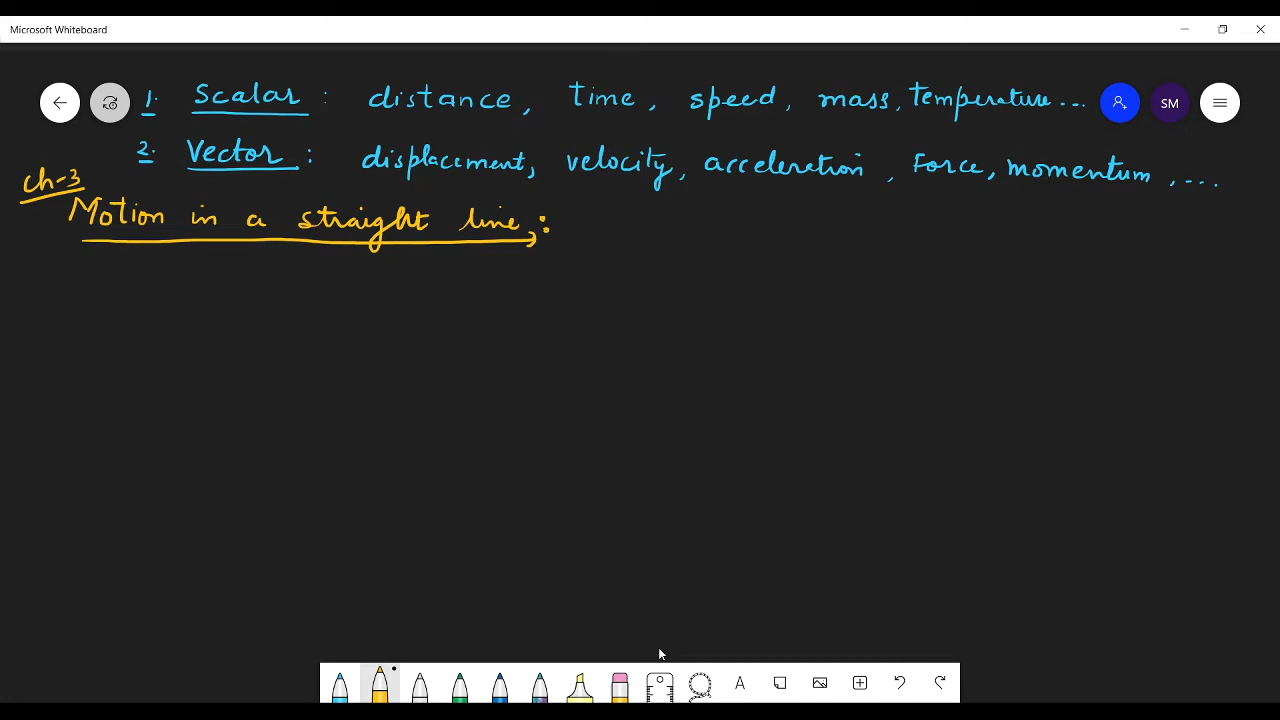 Microsoft Whiteboard
1. Scalar : distance, time, speed, mass, temperature...
SM
2. Vector : displacement, velocity, acceleration, Force, momentum, ...
Ch-3
Motion in a straight line, :
A